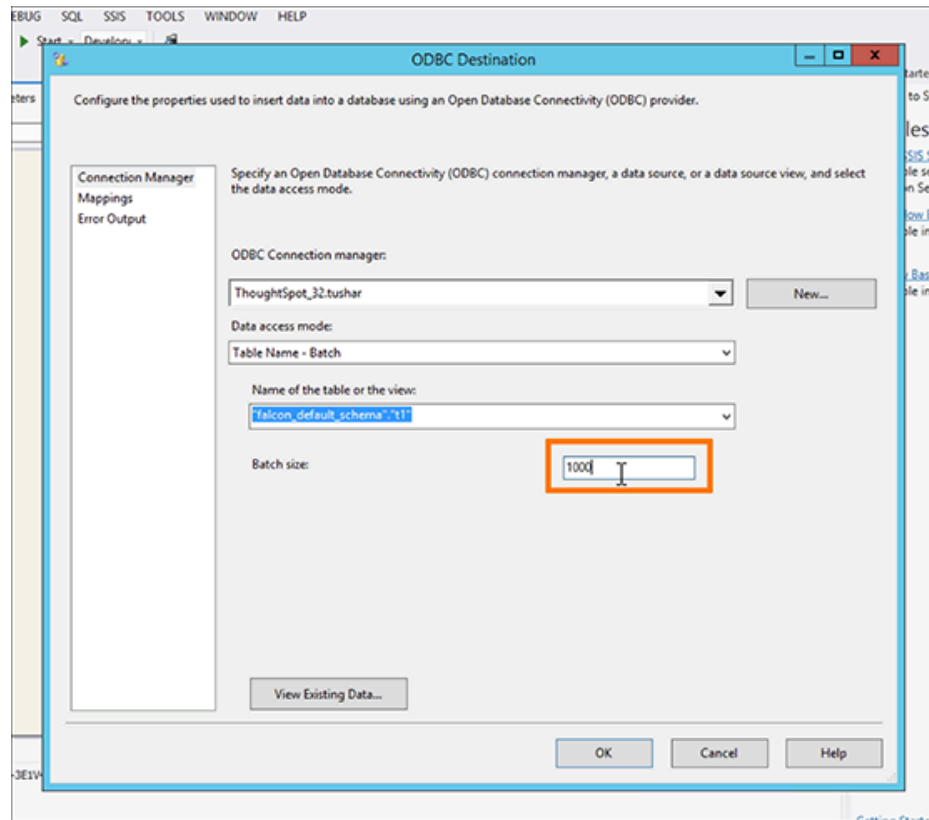 SQL SSIS TOOLS WINDOW HELP
Start
ODBC Destination
Configure the properties used to insert data into a database using an Open Database Connectivity (ODBC) provider.
to S
Connection Manager
Mappings
Error Output
Specify an Open Database Connectivity (ODBC) connection manager, a data source, or a data source view, and select
the data access mode.
ODBC Connection manager:
ThoughtSpot_32.tushar
New...
Data access mode:
Table Name - Batch
Name of the table or the view:
"falcon_default_schema"."t1"
Batch size:
1000
View Existing Data...
OK
Cancel
Help
-3E1V